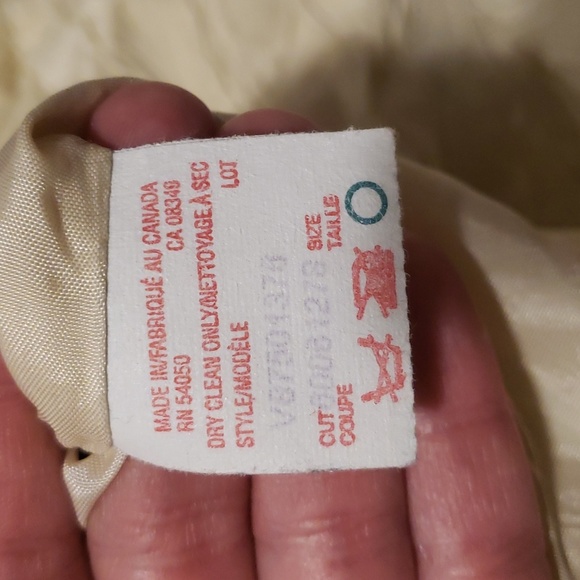 MADE IN/FABRIQUÉ AU CANADA
RN 54050 CA 08349
DRY CLEAN ONLY/NETTOYAGE À SEC
STYLE/MODÈLE LOT
CUT SIZE
COUPE TAILLE